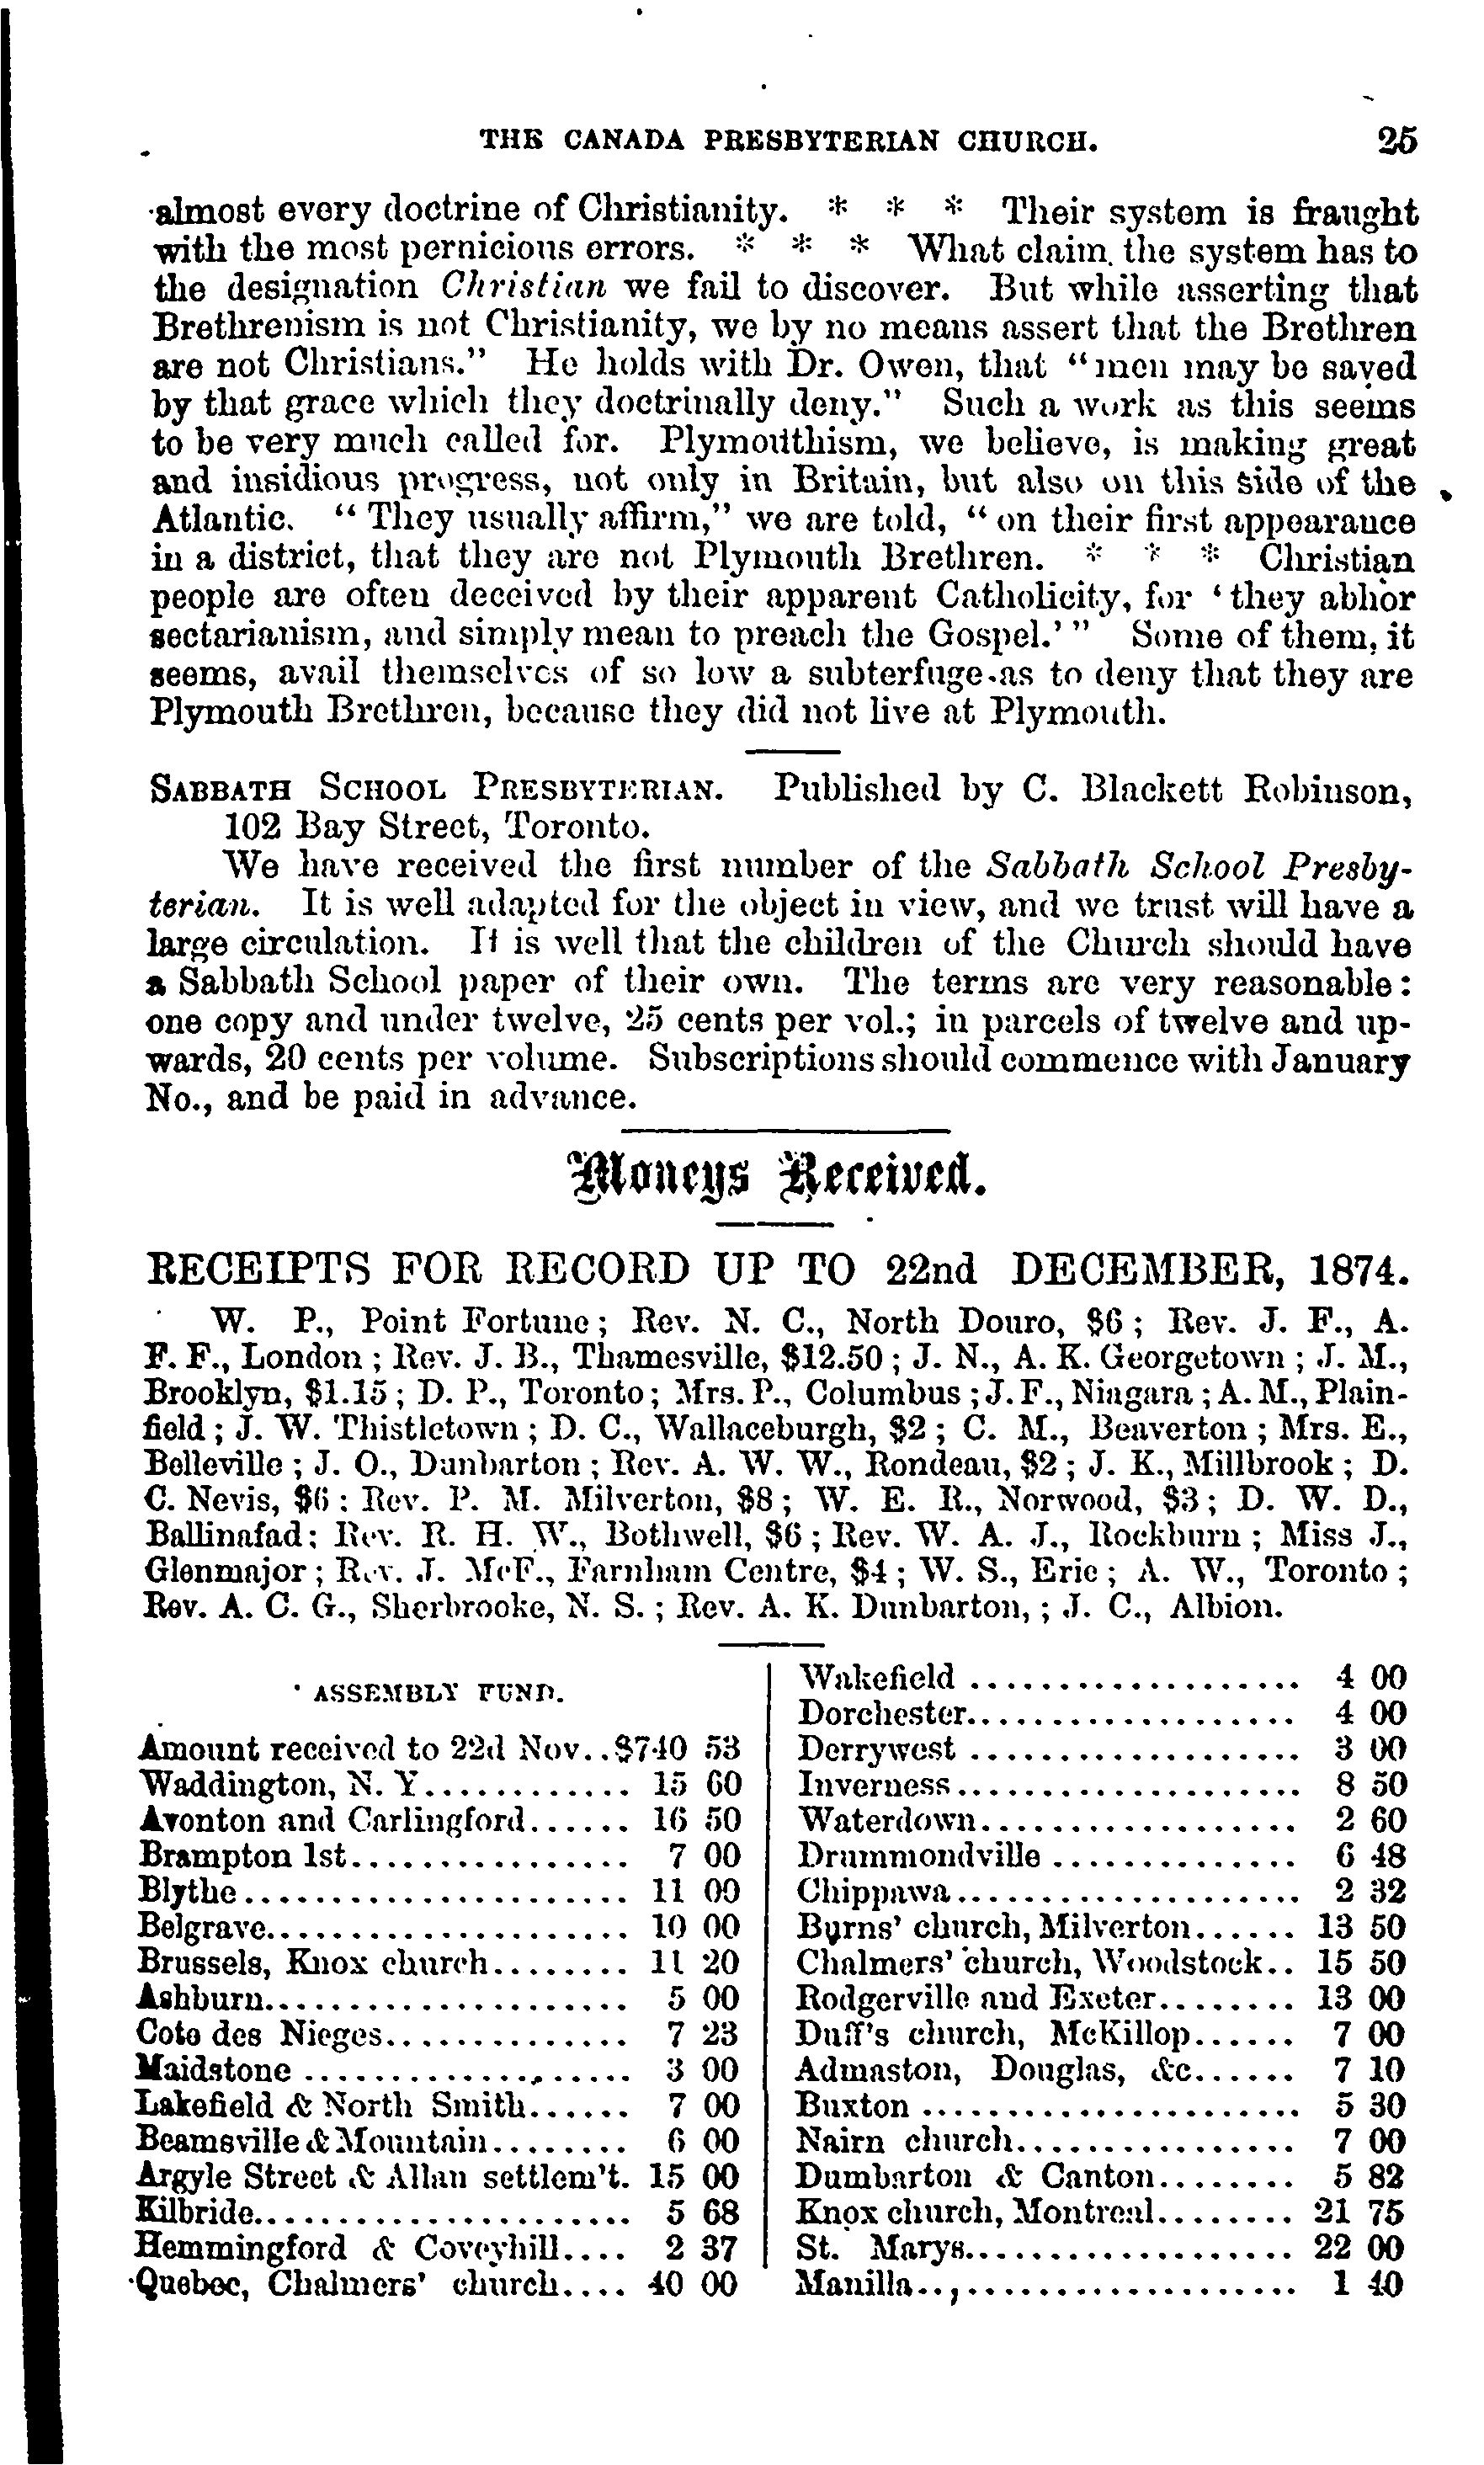 THE CANADA PRESBYTERIAN CHURCH. 25
almost every doctrine of Christianity. * * * Their system is fraught
with the most pernicious errors. * * * What claim the system has to
the designation Christian we fail to discover. But while asserting that
Brethrenism is not Christianity, we by no means assert that the Brethren
are not Christians." He holds with Dr. Owen, that "men may be saved
by that grace which they doctrinally deny." Such a work as this seems
to be very much called for. Plymouthism, we believe, is making great
and insidious progress, not only in Britain, but also on this side of the
Atlantic. "They usually affirm," we are told, "on their first appearance
in a district, that they are not Plymouth Brethren. * * * Christian
people are often deceived by their apparent Catholicity, for 'they abhor
sectarianism, and simply mean to preach the Gospel.'" Some of them, it
seems, avail themselves of so low a subterfuge as to deny that they are
Plymouth Brethren, because they did not live at Plymouth.
SABBATH SCHOOL PRESBYTERIAN. Published by C. Blackett Robinson,
102 Bay Street, Toronto.
We have received the first number of the Sabbath School Presby-
terian. It is well adapted for the object in view, and we trust will have a
large circulation. It is well that the children of the Church should have
a Sabbath School paper of their own. The terms are very reasonable:
one copy and under twelve, 25 cents per vol.; in parcels of twelve and up-
wards, 20 cents per volume. Subscriptions should commence with January
No., and be paid in advance.
Moneys Received.
RECEIPTS FOR RECORD UP TO 22nd DECEMBER, 1874.
W. P., Point Fortune; Rev. N. C., North Douro, $6; Rev. J. F., A.
F. F., London; Rev. J. B., Thamesville, $12.50; J. N., A. K. Georgetown; J. M.,
Brooklyn, $1.15; D. P., Toronto; Mrs. P., Columbus; J. F., Niagara; A. M., Plain-
field; J. W. Thistletown; D. C., Wallaceburgh, $2; C. M., Beaverton; Mrs. E.,
Belleville; J. O., Dunbarton; Rev. A. W. W., Rondeau, $2; J. K., Millbrook; D.
C. Nevis, $6: Rev. P. M. Milverton, $8; W. E. R., Norwood, $3; D. W. D.,
Ballinafad; Rev. R. H. W., Bothwell, $6; Rev. W. A. J., Rockburn; Miss J.,
Glenmajor; Rev. J. McF., Farnham Centre, $4; W. S., Erie; A. W., Toronto;
Rev. A. C. G., Sherbrooke, N. S.; Rev. A. K. Dunbarton,; J. C., Albion.
ASSEMBLY FUND.
Amount received to 22d Nov..$740 53
Waddington, N. Y............. 15 60
Avonton and Carlingford...... 16 50
Brampton 1st................ 7 00
Blythe...................... 11 00
Belgrave..................... 10 00
Brussels, Knox church........ 11 20
Ashburn.................... 5 00
Cote des Nieges.............. 7 23
Maidstone ................... 3 00
Lakefield & North Smith...... 7 00
Beamsville & Mountain........ 6 00
Argyle Street & Allan settlem't. 15 00
Kilbride...................... 5 68
Hemmingford & Coveyhill.... 2 37
Quebec, Chalmers' church.... 40 00
Wakefield ................... 4 00
Dorchester................... 4 00
Derrywest ................... 3 00
Inverness.................... 8 50
Waterdown.................. 2 60
Drummondville .............. 6 48
Chippawa.................... 2 32
Burns' church, Milverton...... 13 50
Chalmers' church, Woodstock.. 15 50
Rodgerville and Exeter........ 13 00
Duff's church, McKillop...... 7 00
Admaston, Douglas, &c...... 7 10
Buxton ...................... 5 30
Nairn church................ 7 00
Dumbarton & Canton........ 5 82
Knox church, Montreal........ 21 75
St. Marys................... 22 00
Manilla..,................... 1 40